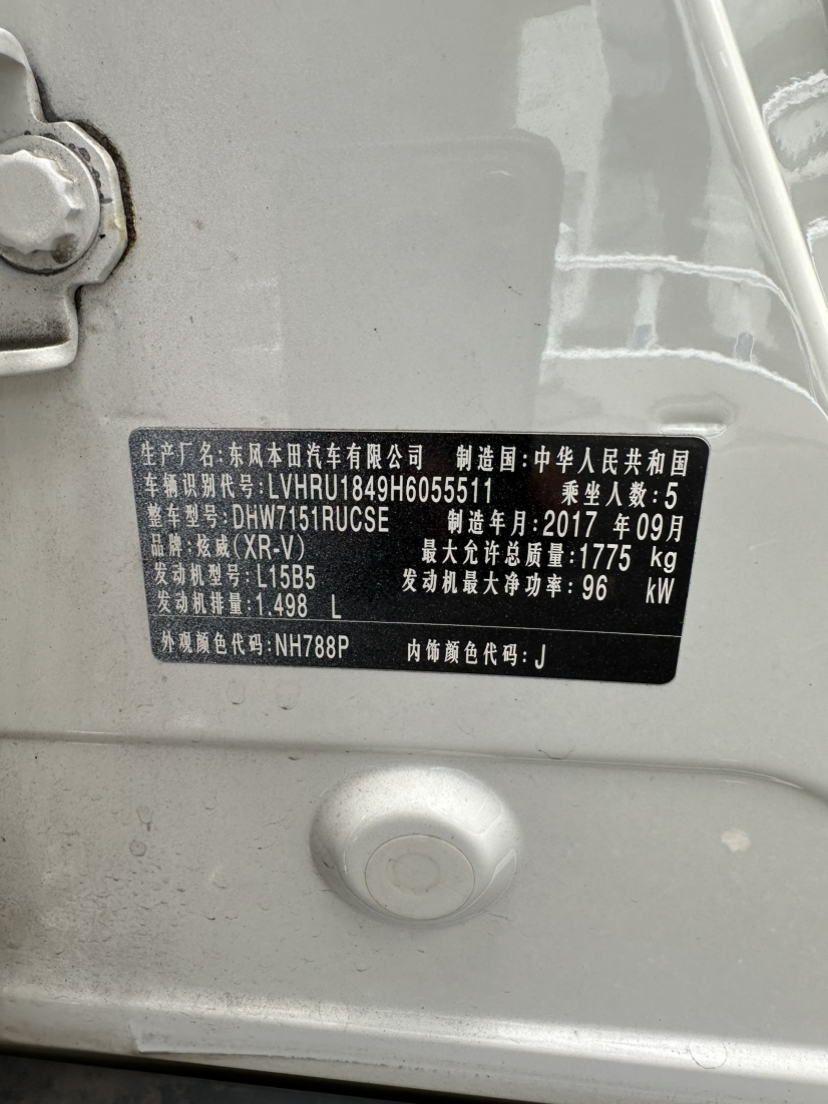 生产厂名:东风本田汽车有限公司 制造国:中华人民共和国
车辆识别代号:LVHRU1849H6055511 乘坐人数:5
整车型号:DHW7151RUCSE 制造年月:2017 年09月
品牌:炫威(XR-V) 最大允许总质量:1775 kg
发动机型号:L15B5 发动机最大净功率:96 kW
发动机排量:1.498 L
外观颜色代码:NH788P 内饰颜色代码:J